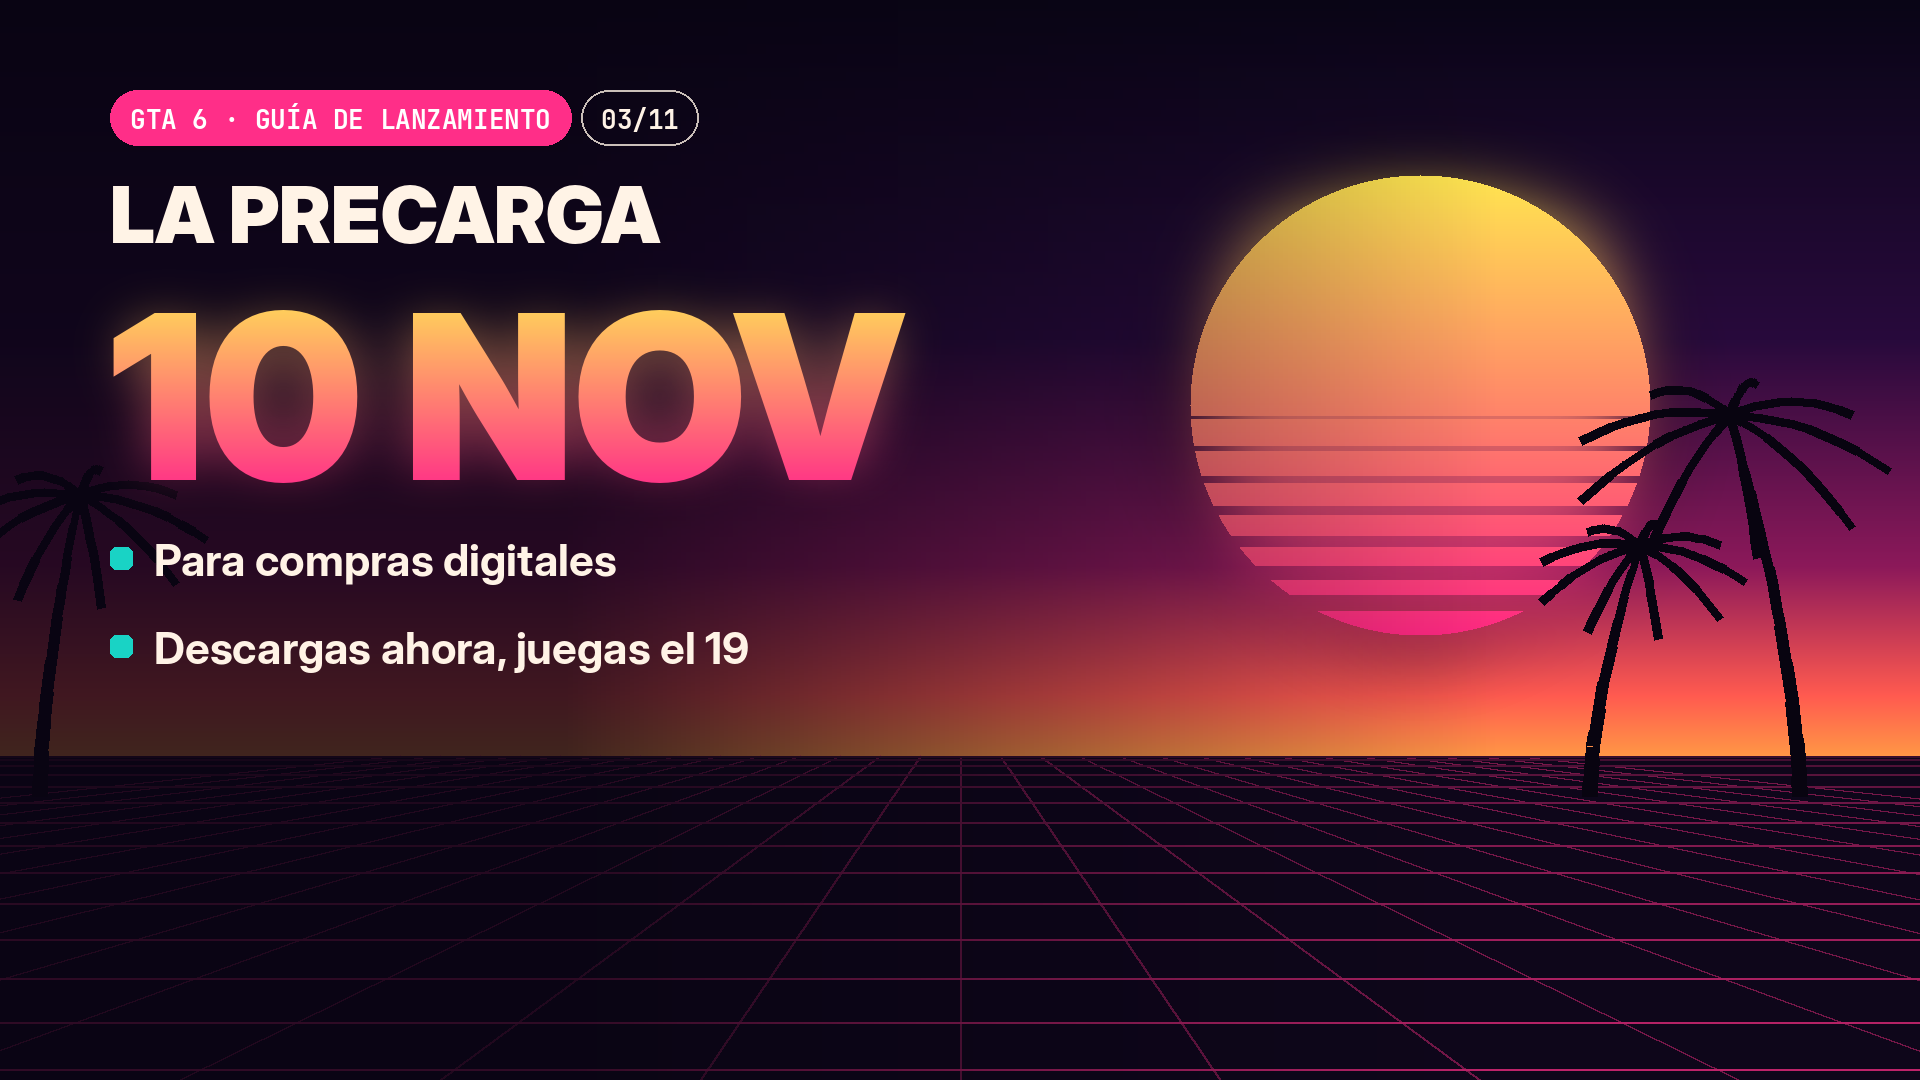 GTA 6 · GUÍA DE LANZAMIENTO 03/11
LA PRECARGA
10 NOV
Para compras digitales
Descargas ahora, juegas el 19